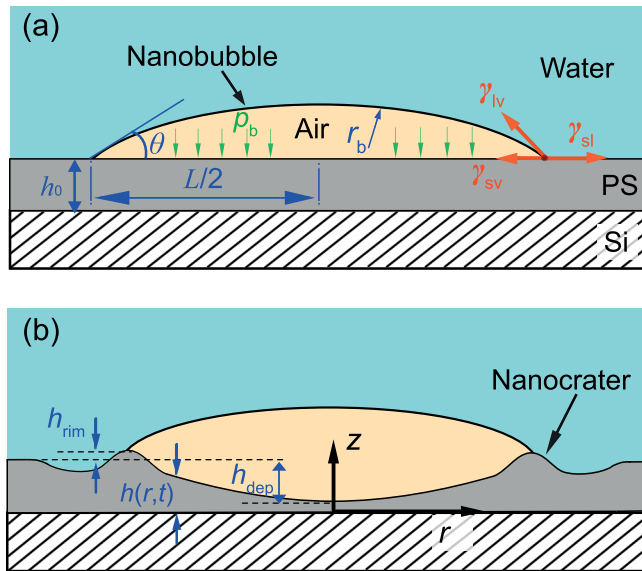 (a)
Nanobubble
Water
γlv
pb
Air
rb
γsl
θ
γsv
h0
L/2
PS
Si
(b)
Nanocrater
hrim
z
hdep
h(r,t)
r